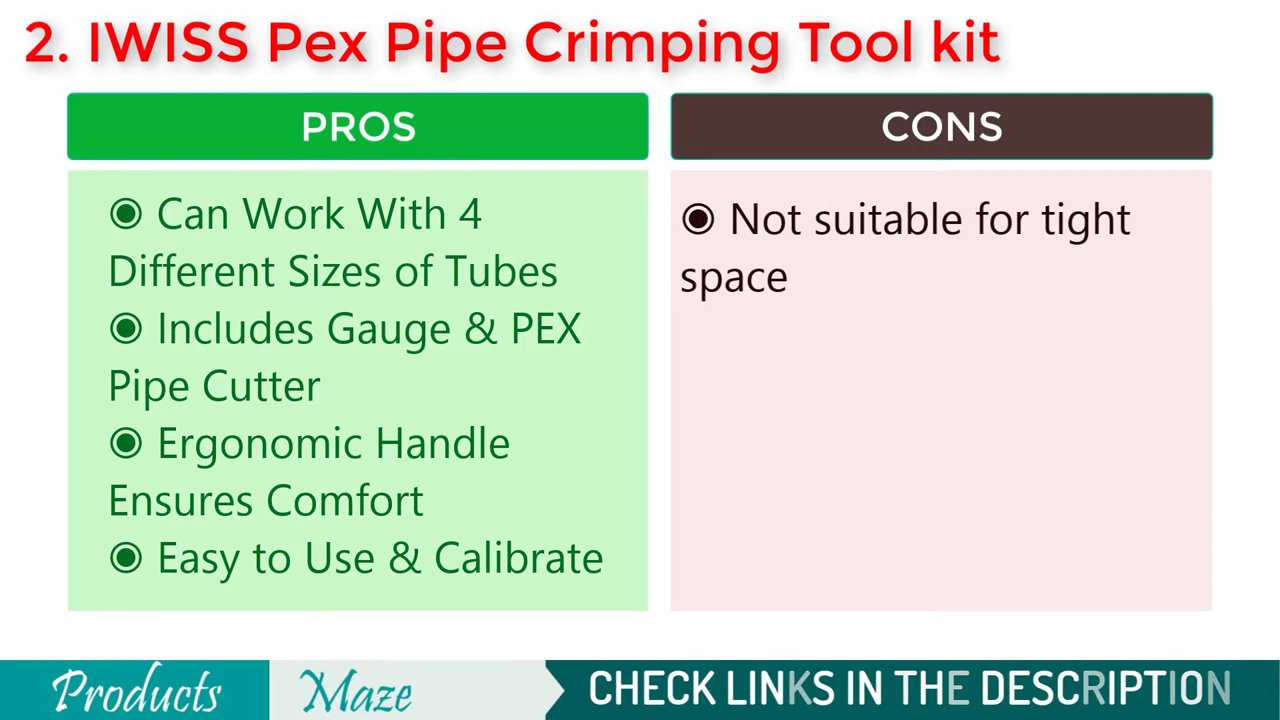 2. IWISS Pex Pipe Crimping Tool kit
PROS
◉ Can Work With 4
Different Sizes of Tubes
◉ Includes Gauge & PEX
Pipe Cutter
◉ Ergonomic Handle
Ensures Comfort
◉ Easy to Use & Calibrate
CONS
◉ Not suitable for tight
space
Products Maze CHECK LINKS IN THE DESCRIPTION